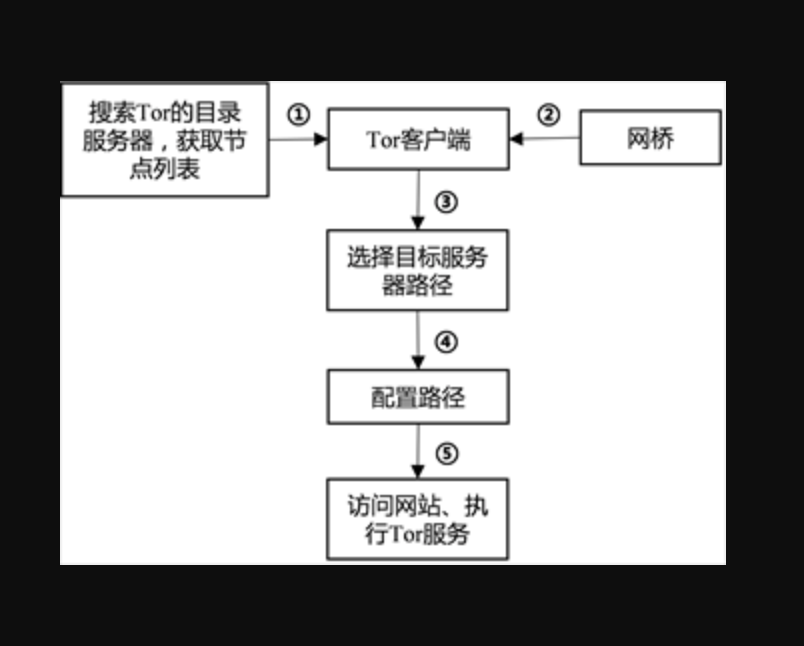 搜索Tor的目录
服务器，获取节
点列表
①
Tor客户端
②
网桥
③
选择目标服务
器路径
④
配置路径
⑤
访问网站、执
行Tor服务